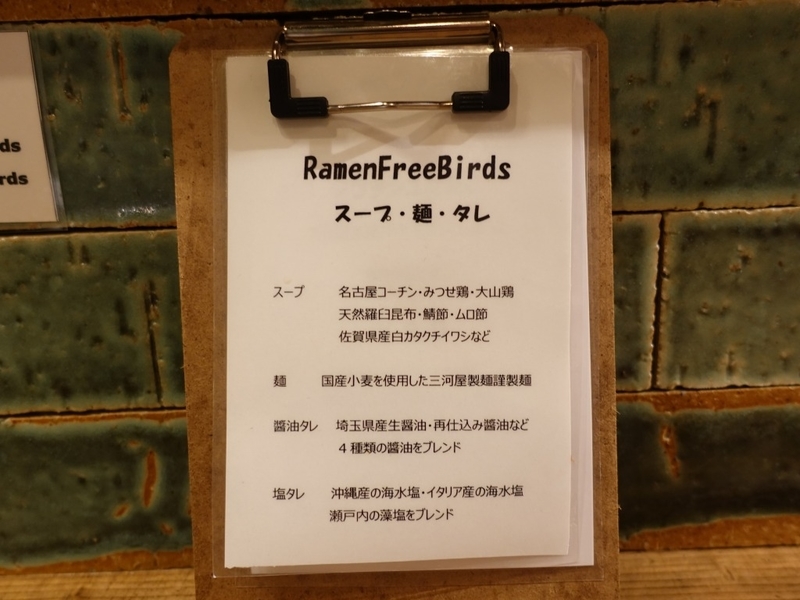 ds
rds
RamenFreeBirds
スープ・麺・タレ
スープ 名古屋コーチン・みつせ鶏・大山鶏
天然羅臼昆布・鯖節・ムロ節
佐賀県産白カタクチイワシなど
麺 国産小麦を使用した三河屋製麺謹製麺
醤油タレ 埼玉県産生醤油・再仕込み醤油など
4種類の醤油をブレンド
塩タレ 沖縄産の海水塩・イタリア産の海水塩
瀬戸内の藻塩をブレンド